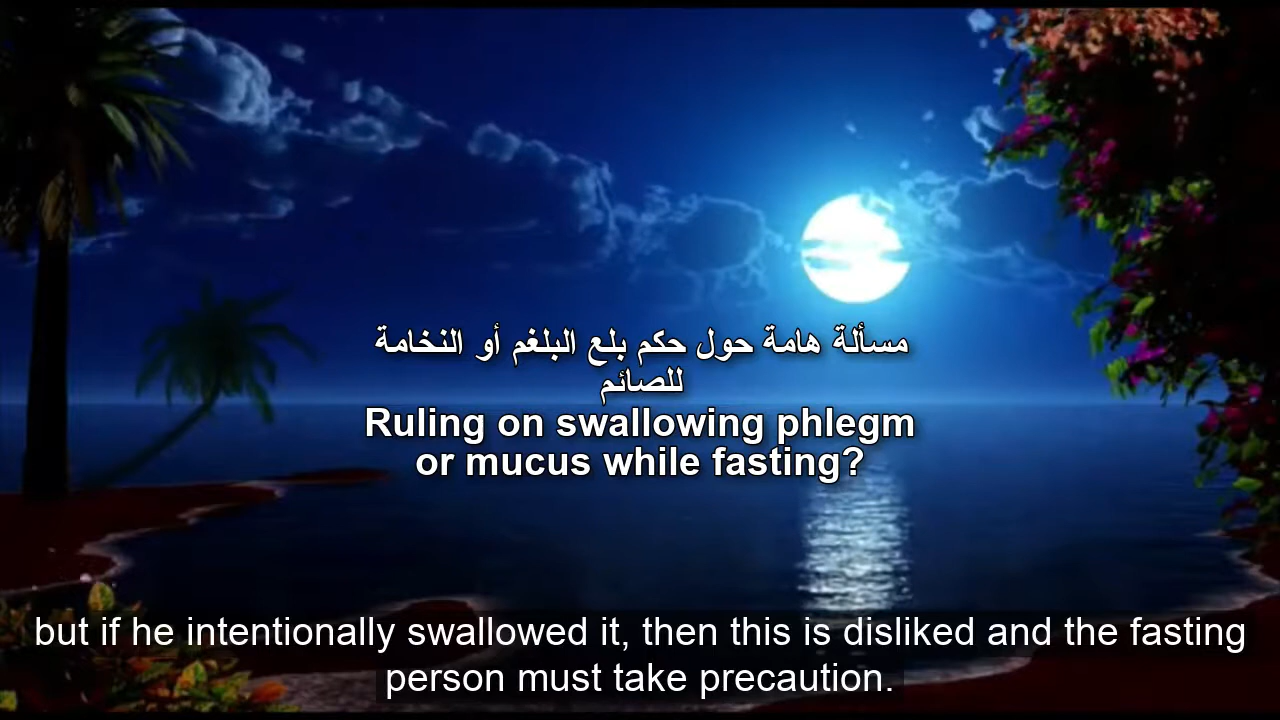 مسألة هامة حول حكم بلع البلغم أو النخامة
للصائم
Ruling on swallowing phlegm
or mucus while fasting?
but if he intentionally swallowed it, then this is disliked and the fasting
person must take precaution.